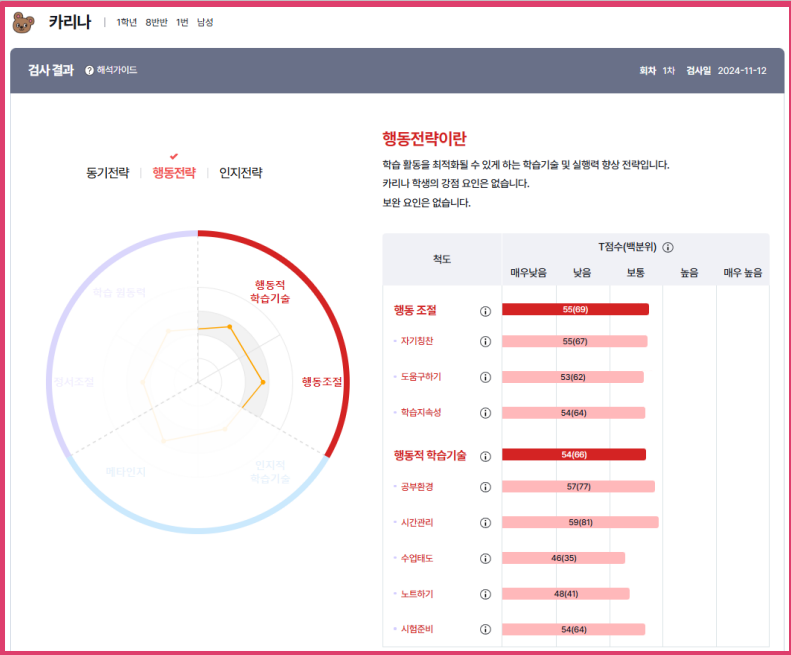 카리나 | 1학년 8반반 1번 남성
검사 결과 ? 해석가이드 회차 1차 검사일 2024-11-12
동기전략 | 행동전략 | 인지전략
학습 활동력
행동적
학습기술
정서조절
행동조절
메타인지
인지적
학습기술
행동전략이란
학습 활동을 최적화될 수 있게 하는 학습기술 및 실행력 향상 전략입니다.
카리나 학생의 강점 요인은 없습니다.
보완 요인은 없습니다.
척도 T점수(백분위)
매우낮음 낮음 보통 높음 매우 높음
행동 조절 55(69)
- 자기칭찬 55(67)
- 도움구하기 53(62)
- 학습지속성 54(64)
행동적 학습기술 54(66)
- 공부환경 57(77)
- 시간관리 59(81)
- 수업태도 46(35)
- 노트하기 48(41)
- 시험준비 54(64)